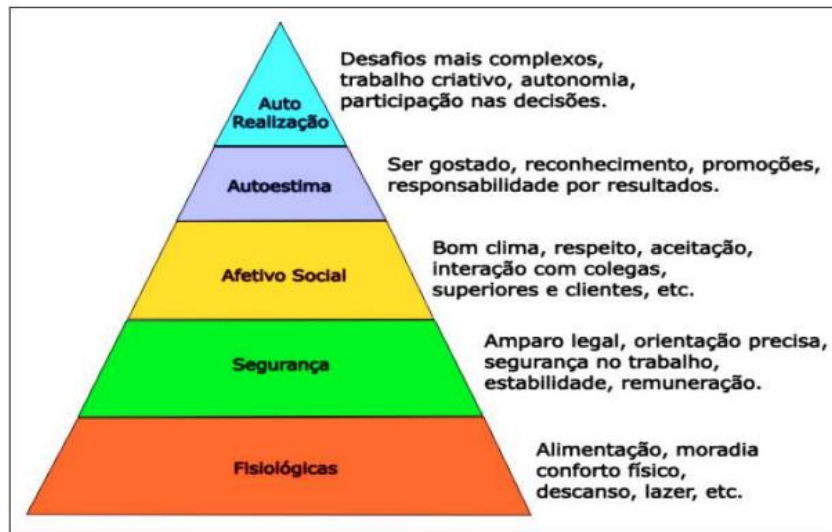 Desafios mais complexos,
trabalho criativo, autonomia,
participação nas decisões.
Auto
Realização
Ser gostado, reconhecimento, promoções,
responsabilidade por resultados.
Autoestima
Bom clima, respeito, aceitação,
interação com colegas,
superiores e clientes, etc.
Afetivo Social
Amparo legal, orientação precisa,
segurança no trabalho,
estabilidade, remuneração.
Segurança
Alimentação, moradia
conforto físico,
descanso, lazer, etc.
Fisiológicas